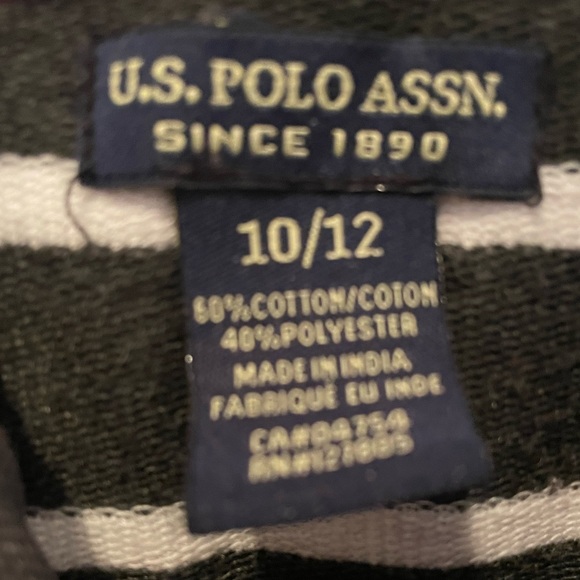 U.S. POLO ASSN.
SINCE 1890
10/12
60% COTTON/COTON
40% POLYESTER
MADE IN INDIA
FABRIQUÉ EU INDE